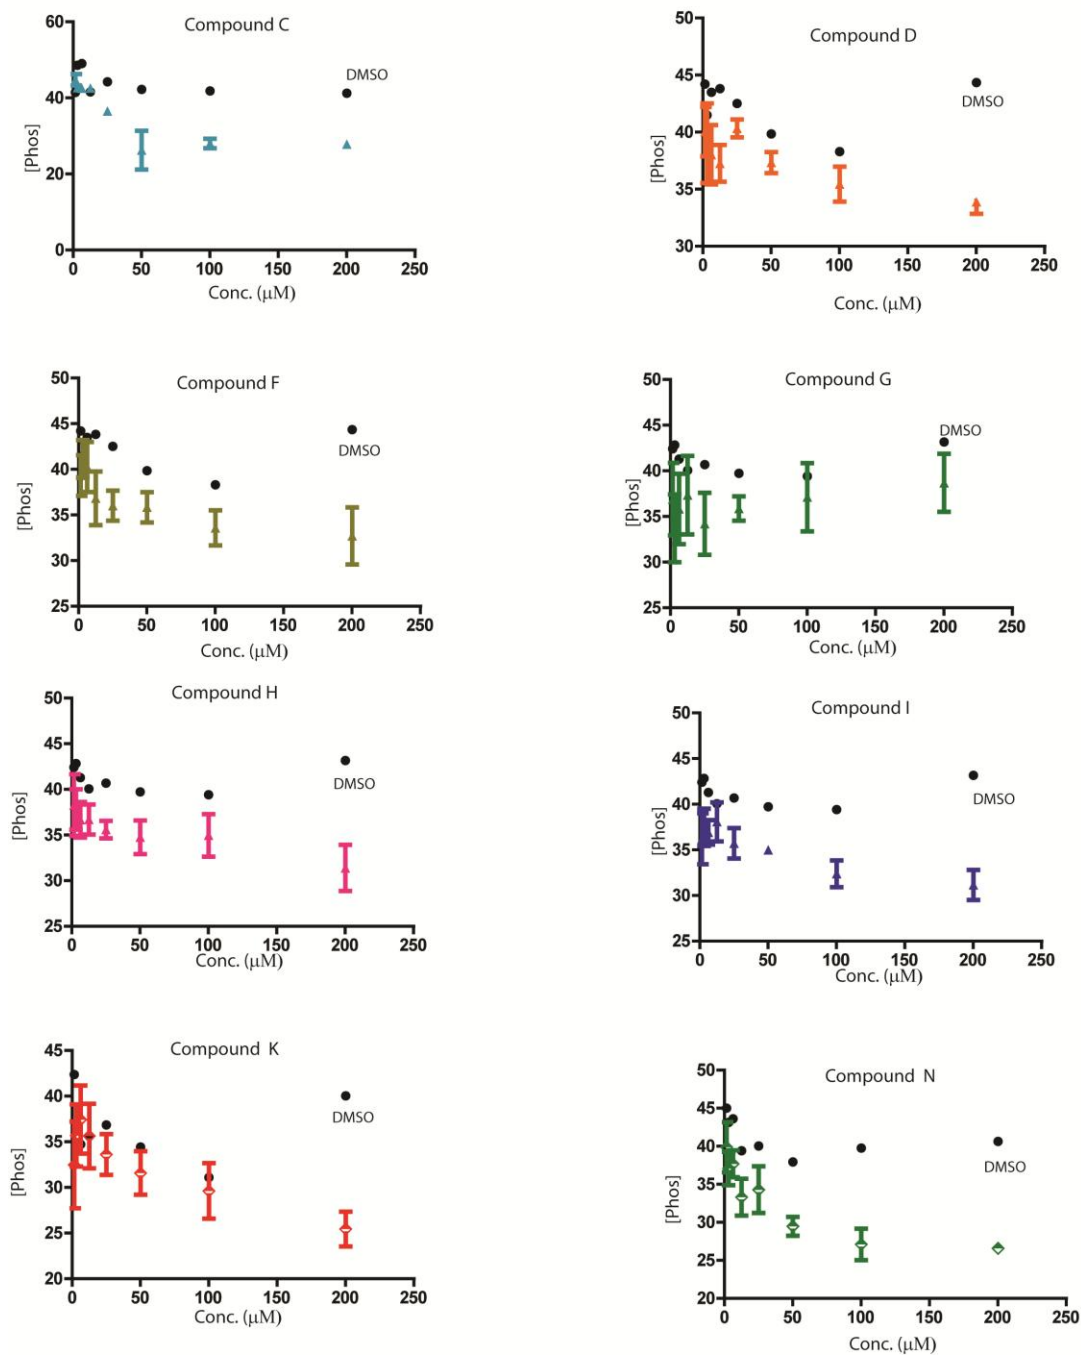 Compound C
60
40
20
0
[Phos]
DMSO
0 50 100 150 200 250
Conc. (μM)
Compound D
50
45
40
35
30
[Phos]
DMSO
0 50 100 150 200 250
Conc. (μM)
Compound F
50
45
40
35
30
25
[Phos]
DMSO
0 50 100 150 200 250
Conc. (μM)
Compound G
50
45
40
35
30
25
[Phos]
DMSO
0 50 100 150 200 250
Conc. (μM)
Compound H
50
45
40
35
30
25
[Phos]
DMSO
0 50 100 150 200 250
Conc. (μM)
Compound I
50
45
40
35
30
25
[Phos]
DMSO
0 50 100 150 200 250
Conc. (μM)
Compound K
45
40
35
30
25
20
[Phos]
DMSO
0 50 100 150 200 250
Conc. (μM)
Compound N
50
45
40
35
30
25
20
[Phos]
DMSO
0 50 100 150 200 250
Conc. (μM)